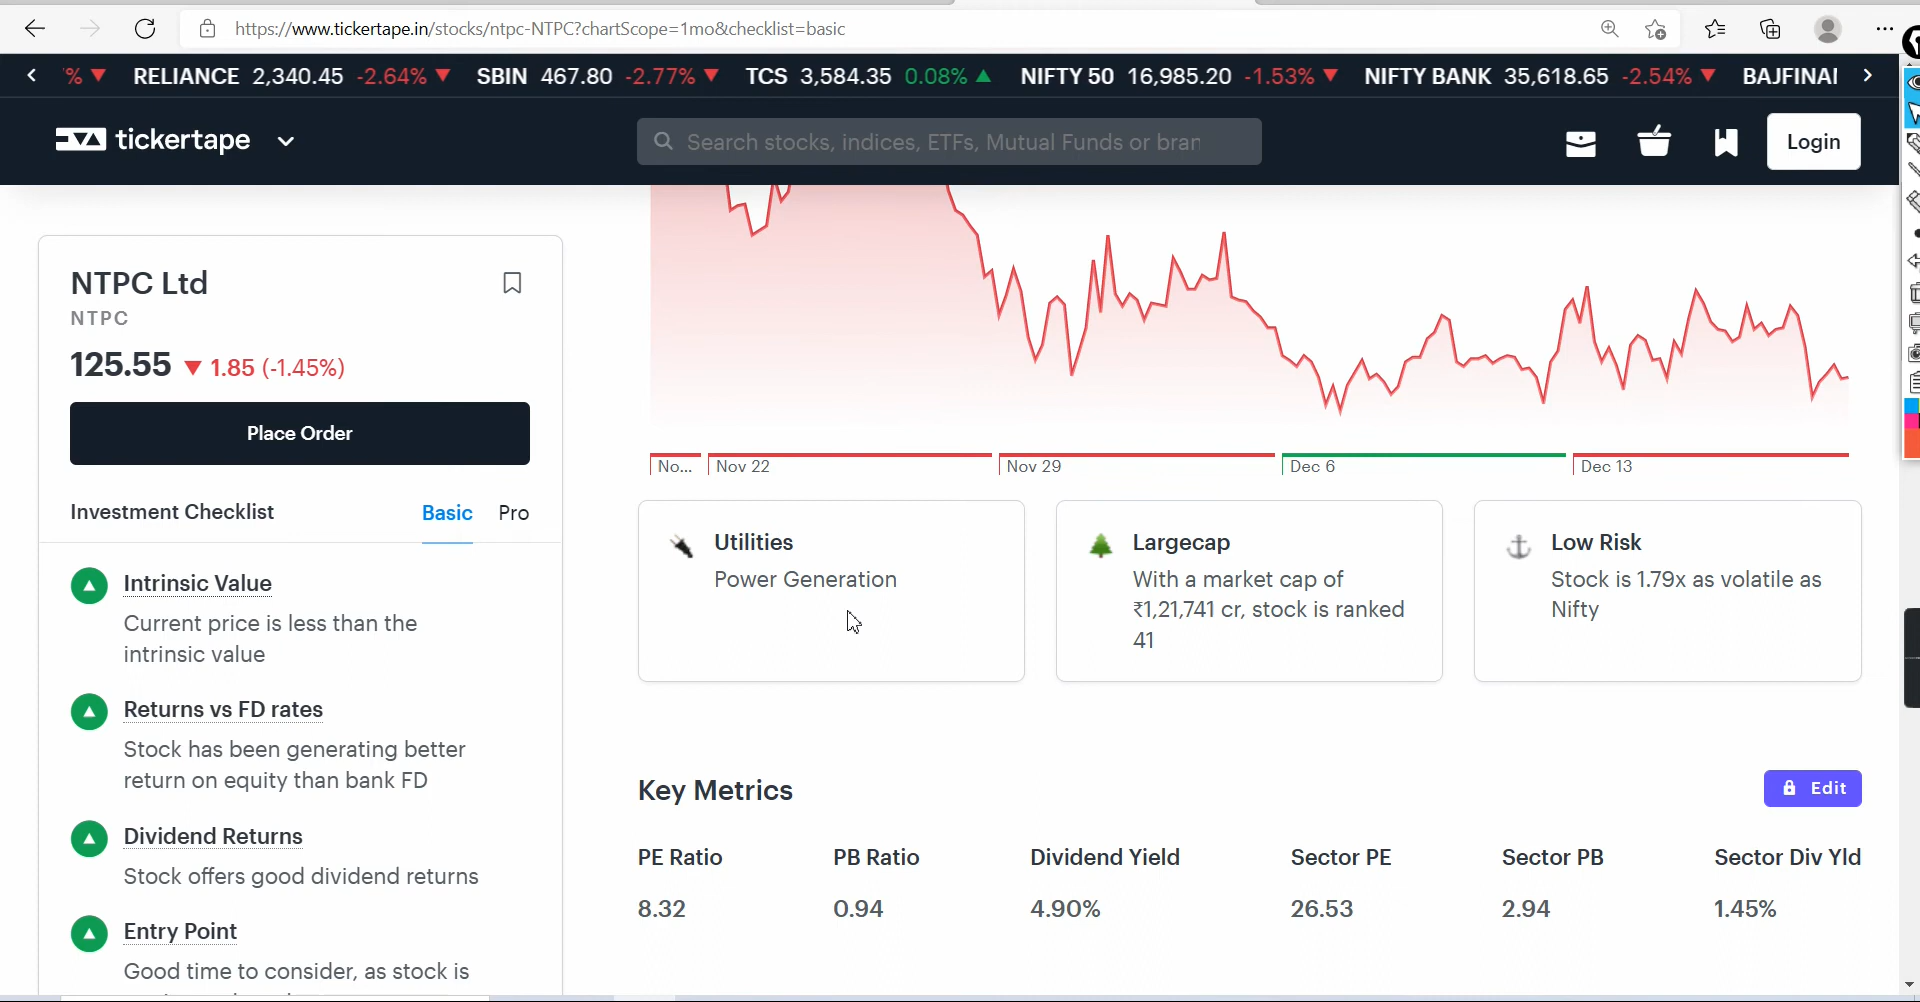 https://www.tickertape.in/stocks/ntpc-NTPC?chartScope=1mo&checklist=basic
% ▼ RELIANCE 2,340.45 -2.64% ▼ SBIN 467.80 -2.77% ▼ TCS 3,584.35 0.08% ▲ NIFTY 50 16,985.20 -1.53% ▼ NIFTY BANK 35,618.65 -2.54% ▼ BAJFINAI
tickertape
Search stocks, indices, ETFs, Mutual Funds or bran
Login
NTPC Ltd
NTPC
125.55 ▼ 1.85 (-1.45%)
Place Order
Investment Checklist Basic Pro
Intrinsic Value
Current price is less than the
intrinsic value
Returns vs FD rates
Stock has been generating better
return on equity than bank FD
Dividend Returns
Stock offers good dividend returns
Entry Point
Good time to consider, as stock is
No... Nov 22 Nov 29 Dec 6 Dec 13
Utilities
Power Generation
Largecap
With a market cap of
₹1,21,741 cr, stock is ranked
41
Low Risk
Stock is 1.79x as volatile as
Nifty
Key Metrics
Edit
PE Ratio PB Ratio Dividend Yield Sector PE Sector PB Sector Div Yld
8.32 0.94 4.90% 26.53 2.94 1.45%